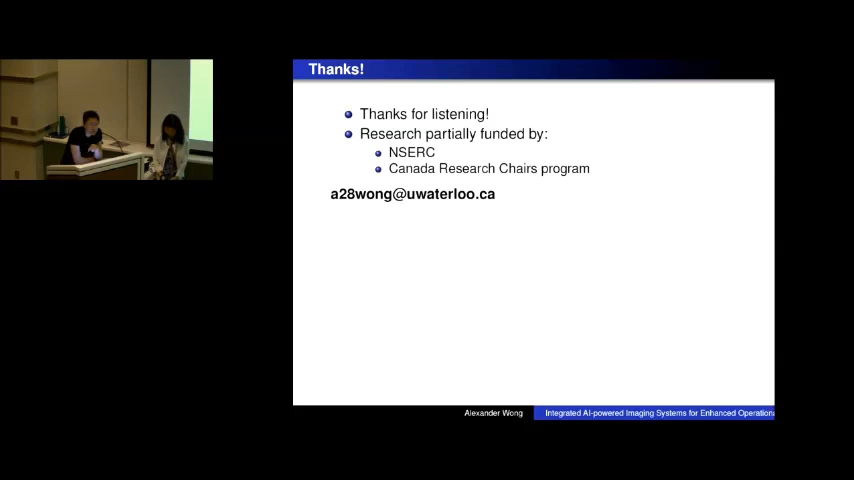 Thanks!
Thanks for listening!
Research partially funded by:
NSERC
Canada Research Chairs program
a28wong@uwaterloo.ca
Alexander Wong
Integrated AI-powered Imaging Systems for Enhanced Operationa